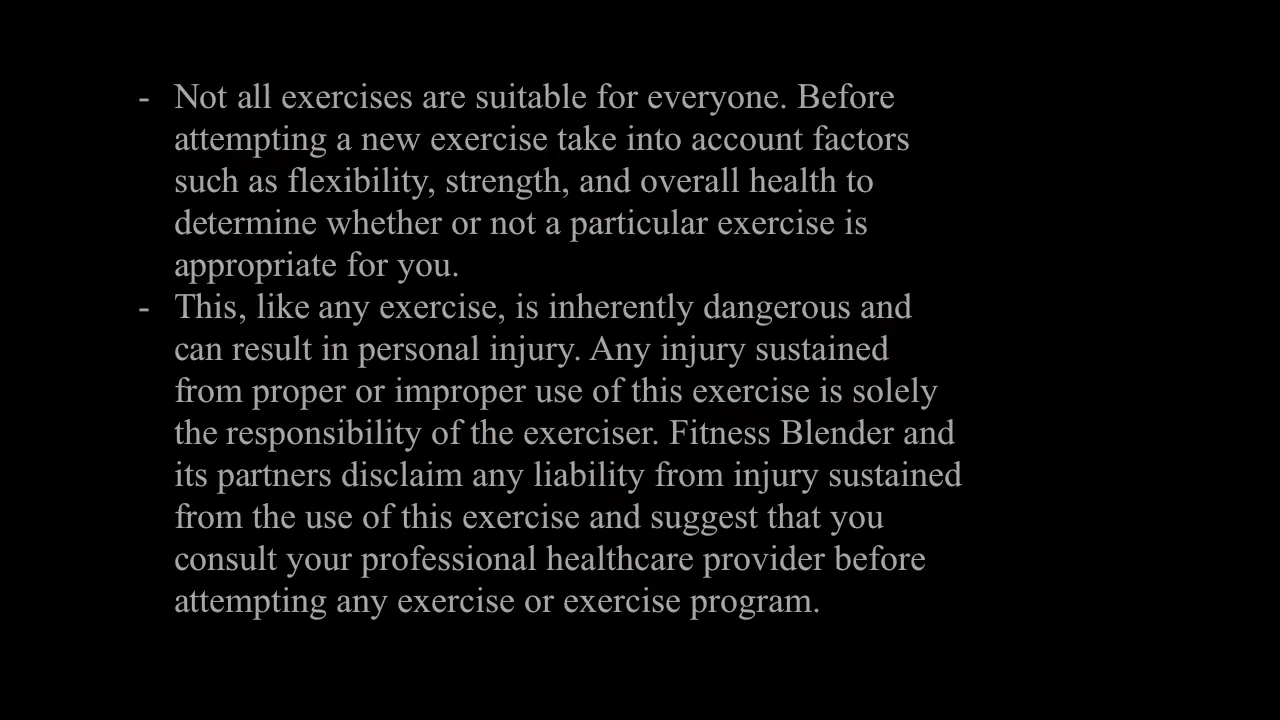 - Not all exercises are suitable for everyone. Before
attempting a new exercise take into account factors
such as flexibility, strength, and overall health to
determine whether or not a particular exercise is
appropriate for you.
- This, like any exercise, is inherently dangerous and
can result in personal injury. Any injury sustained
from proper or improper use of this exercise is solely
the responsibility of the exerciser. Fitness Blender and
its partners disclaim any liability from injury sustained
from the use of this exercise and suggest that you
consult your professional healthcare provider before
attempting any exercise or exercise program.